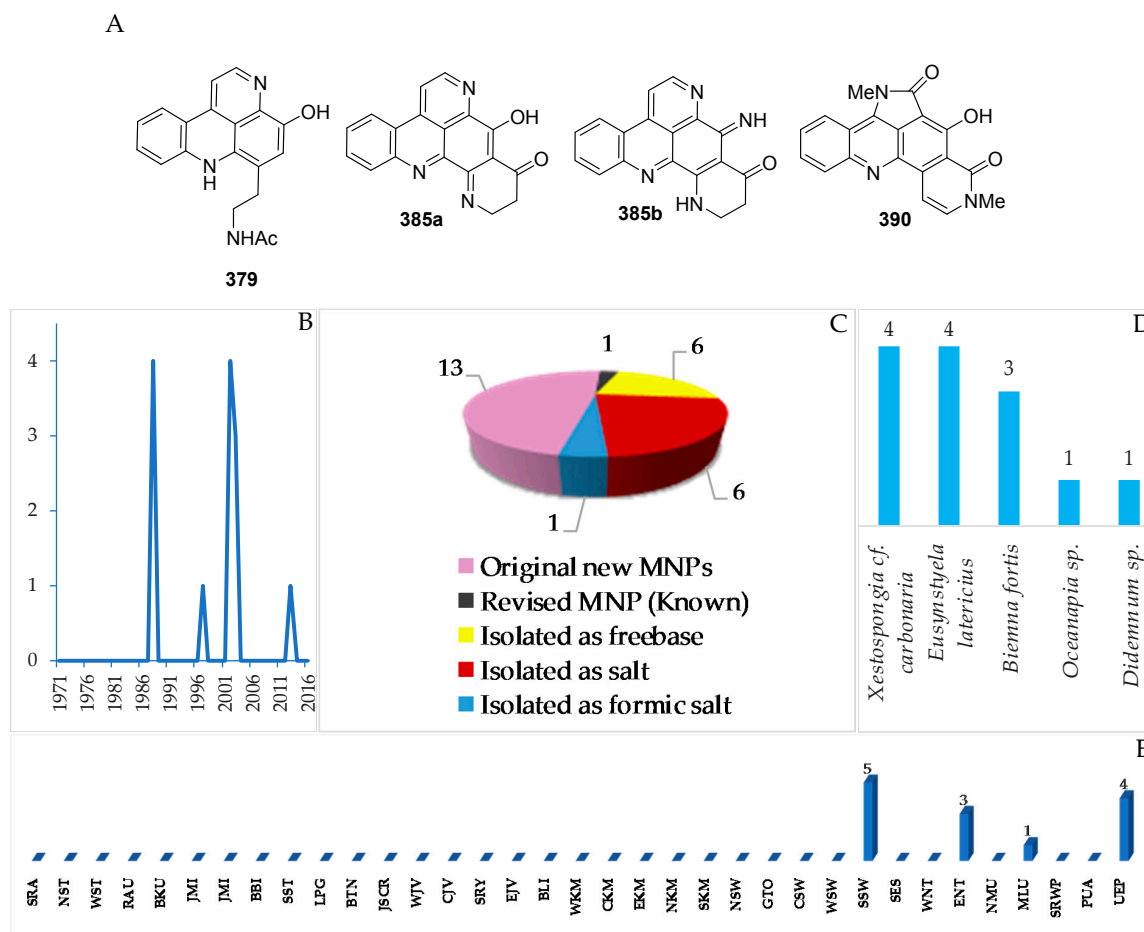 A
N
OH
N
H
NHAc
379
N
OH
N
O
N
385a
N
NH
N
O
HN
385b
MeN
O
OH
N
O
NMe
390
B
4
3
2
1
0
1971
1976
1981
1986
1991
1996
2001
2006
2011
2016
C
1
6
13
6
1
Original new MNPs
Revised MNP (Known)
Isolated as freebase
Isolated as salt
Isolated as formic salt
D
4
4
3
1
1
Xestospongia cf.
carbonaria
Eusynstyela
latericius
Biemna fortis
Oceanapia sp.
Didemnum sp.
E
5
3
1
4
SRA
NST
WST
RAU
BKU
JMI
JMI
BBI
SST
LPG
BTN
JSCR
WJV
CJV
SRY
EJV
BLI
WKM
CKM
EKM
NKM
SKM
NSW
GTO
CSW
WSW
SSW
SES
WNT
ENT
NMU
MLU
SRWP
PUA
UEP